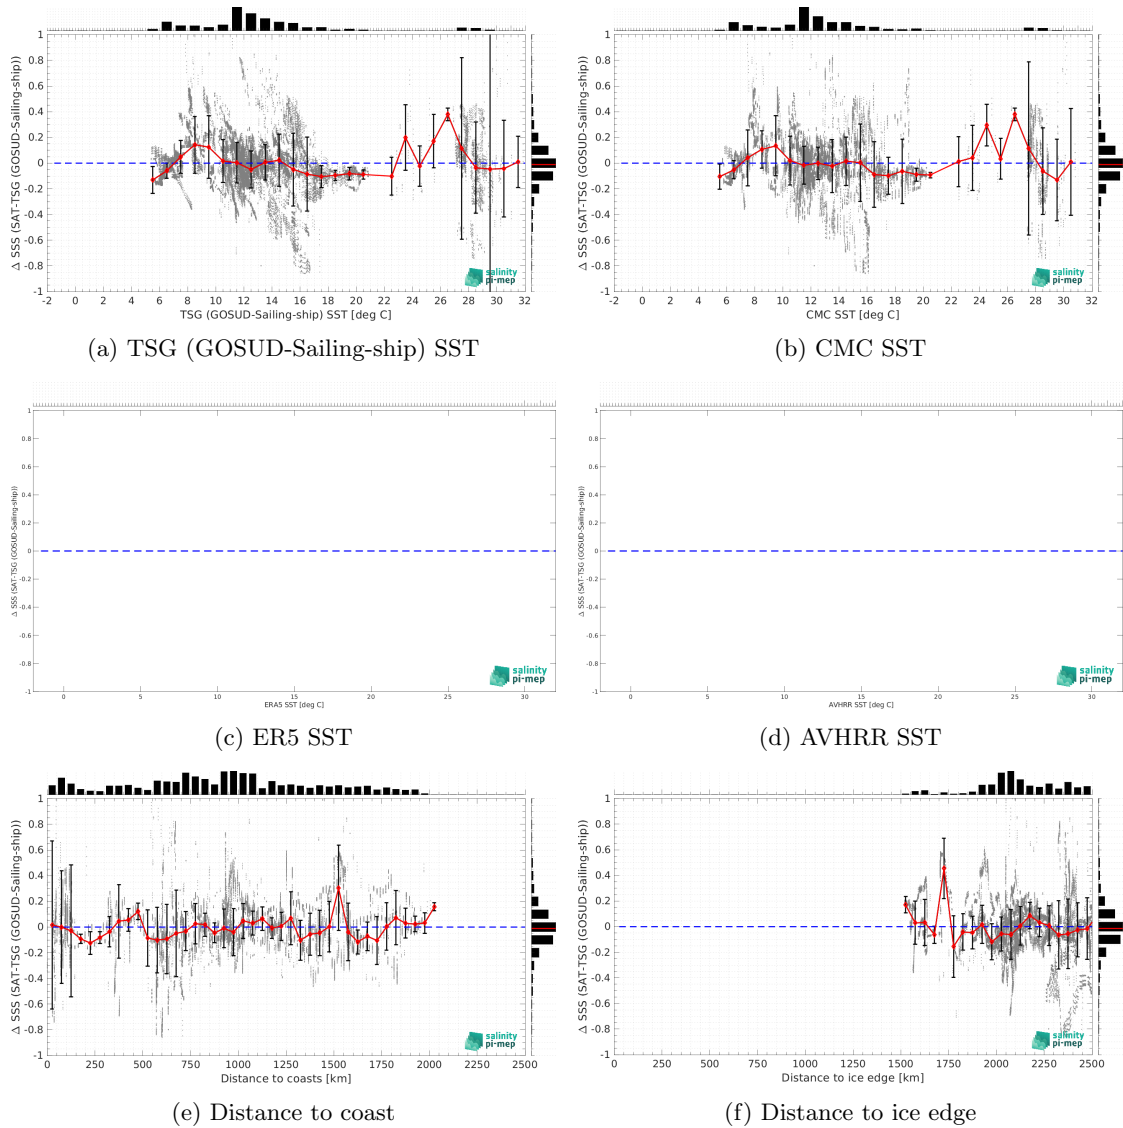 1
0.8
0.6
0.4
0.2
0
-0.2
-0.4
-0.6
-0.8
-1
Δ SSS (SAT-TSG (GOSUD-Sailing-ship))
-2 0 2 4 6 8 10 12 14 16 18 20 22 24 26 28 30 32
TSG (GOSUD-Sailing-ship) SST [deg C]
salinity
pi-mep
(a) TSG (GOSUD-Sailing-ship) SST
1
0.8
0.6
0.4
0.2
0
-0.2
-0.4
-0.6
-0.8
-1
Δ SSS (SAT-TSG (GOSUD-Sailing-ship))
-2 0 2 4 6 8 10 12 14 16 18 20 22 24 26 28 30 32
CMC SST [deg C]
salinity
pi-mep
(b) CMC SST
1
0.8
0.6
0.4
0.2
0
-0.2
-0.4
-0.6
-0.8
-1
Δ SSS (SAT-TSG (GOSUD-Sailing-ship))
0 5 10 15 20 25 30
ERA5 SST [deg C]
salinity
pi-mep
(c) ER5 SST
1
0.8
0.6
0.4
0.2
0
-0.2
-0.4
-0.6
-0.8
-1
Δ SSS (SAT-TSG (GOSUD-Sailing-ship))
0 5 10 15 20 25 30
AVHRR SST [deg C]
salinity
pi-mep
(d) AVHRR SST
1
0.8
0.6
0.4
0.2
0
-0.2
-0.4
-0.6
-0.8
-1
Δ SSS (SAT-TSG (GOSUD-Sailing-ship))
0 250 500 750 1000 1250 1500 1750 2000 2250 2500
Distance to coasts [km]
salinity
pi-mep
(e) Distance to coast
1
0.8
0.6
0.4
0.2
0
-0.2
-0.4
-0.6
-0.8
-1
Δ SSS (SAT-TSG (GOSUD-Sailing-ship))
0 250 500 750 1000 1250 1500 1750 2000 2250 2500
Distance to ice edge [km]
salinity
pi-mep
(f) Distance to ice edge